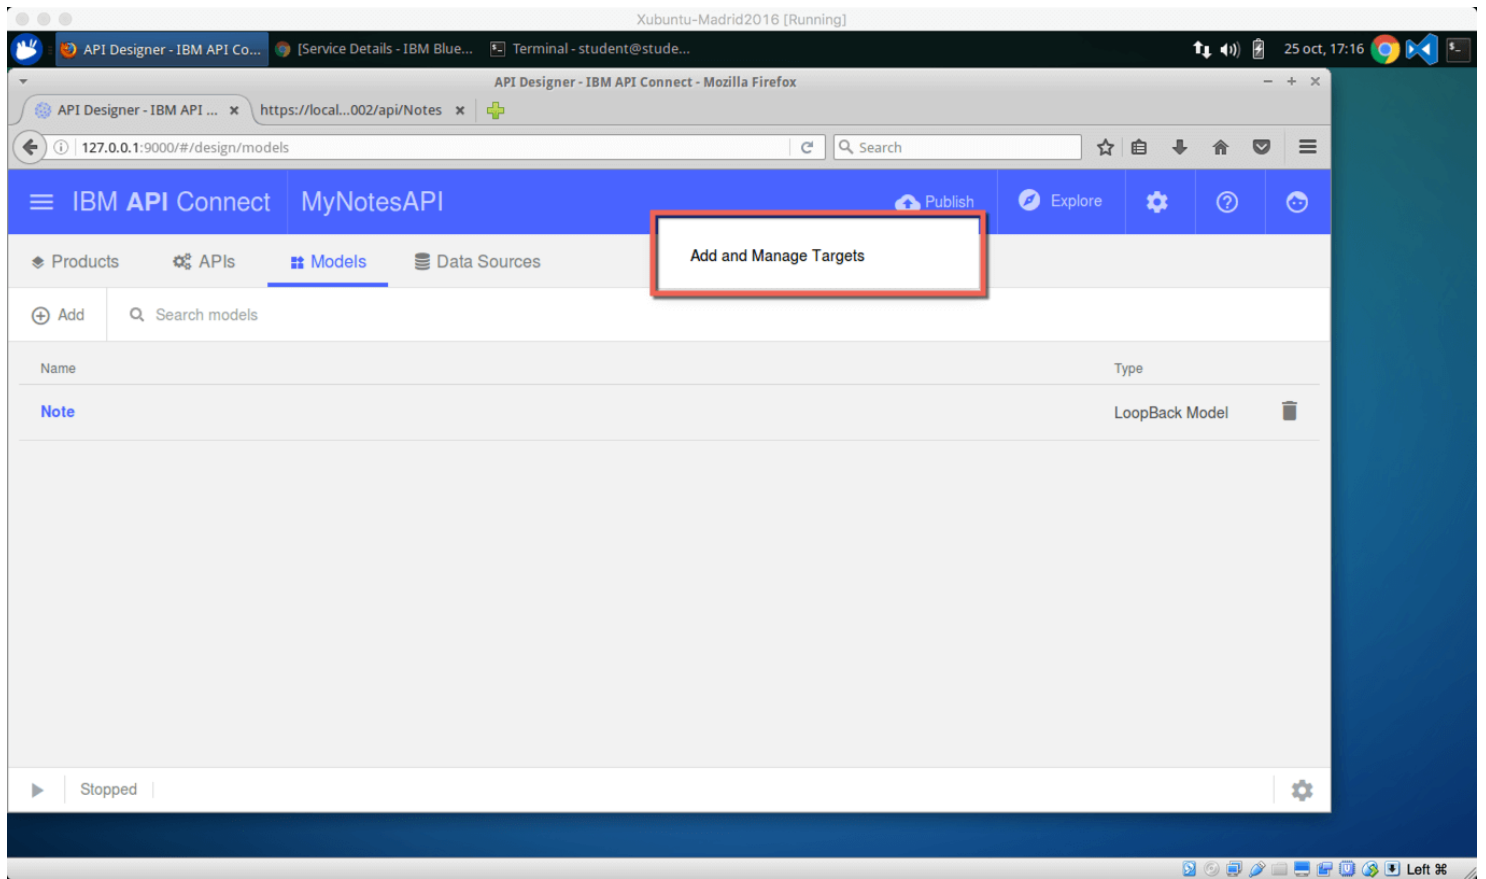 Xubuntu-Madrid2016 [Running]
API Designer - IBM API Co... [Service Details - IBM Blue... Terminal - student@stude... 25 oct, 17:16
API Designer - IBM API Connect - Mozilla Firefox
API Designer - IBM API ... https://local...002/api/Notes
127.0.0.1:9000/#/design/models Search
IBM API Connect MyNotesAPI Publish Explore
Add and Manage Targets
Products APIs Models Data Sources
Add Search models
Name Type
Note LoopBack Model
Stopped
Left ⌘